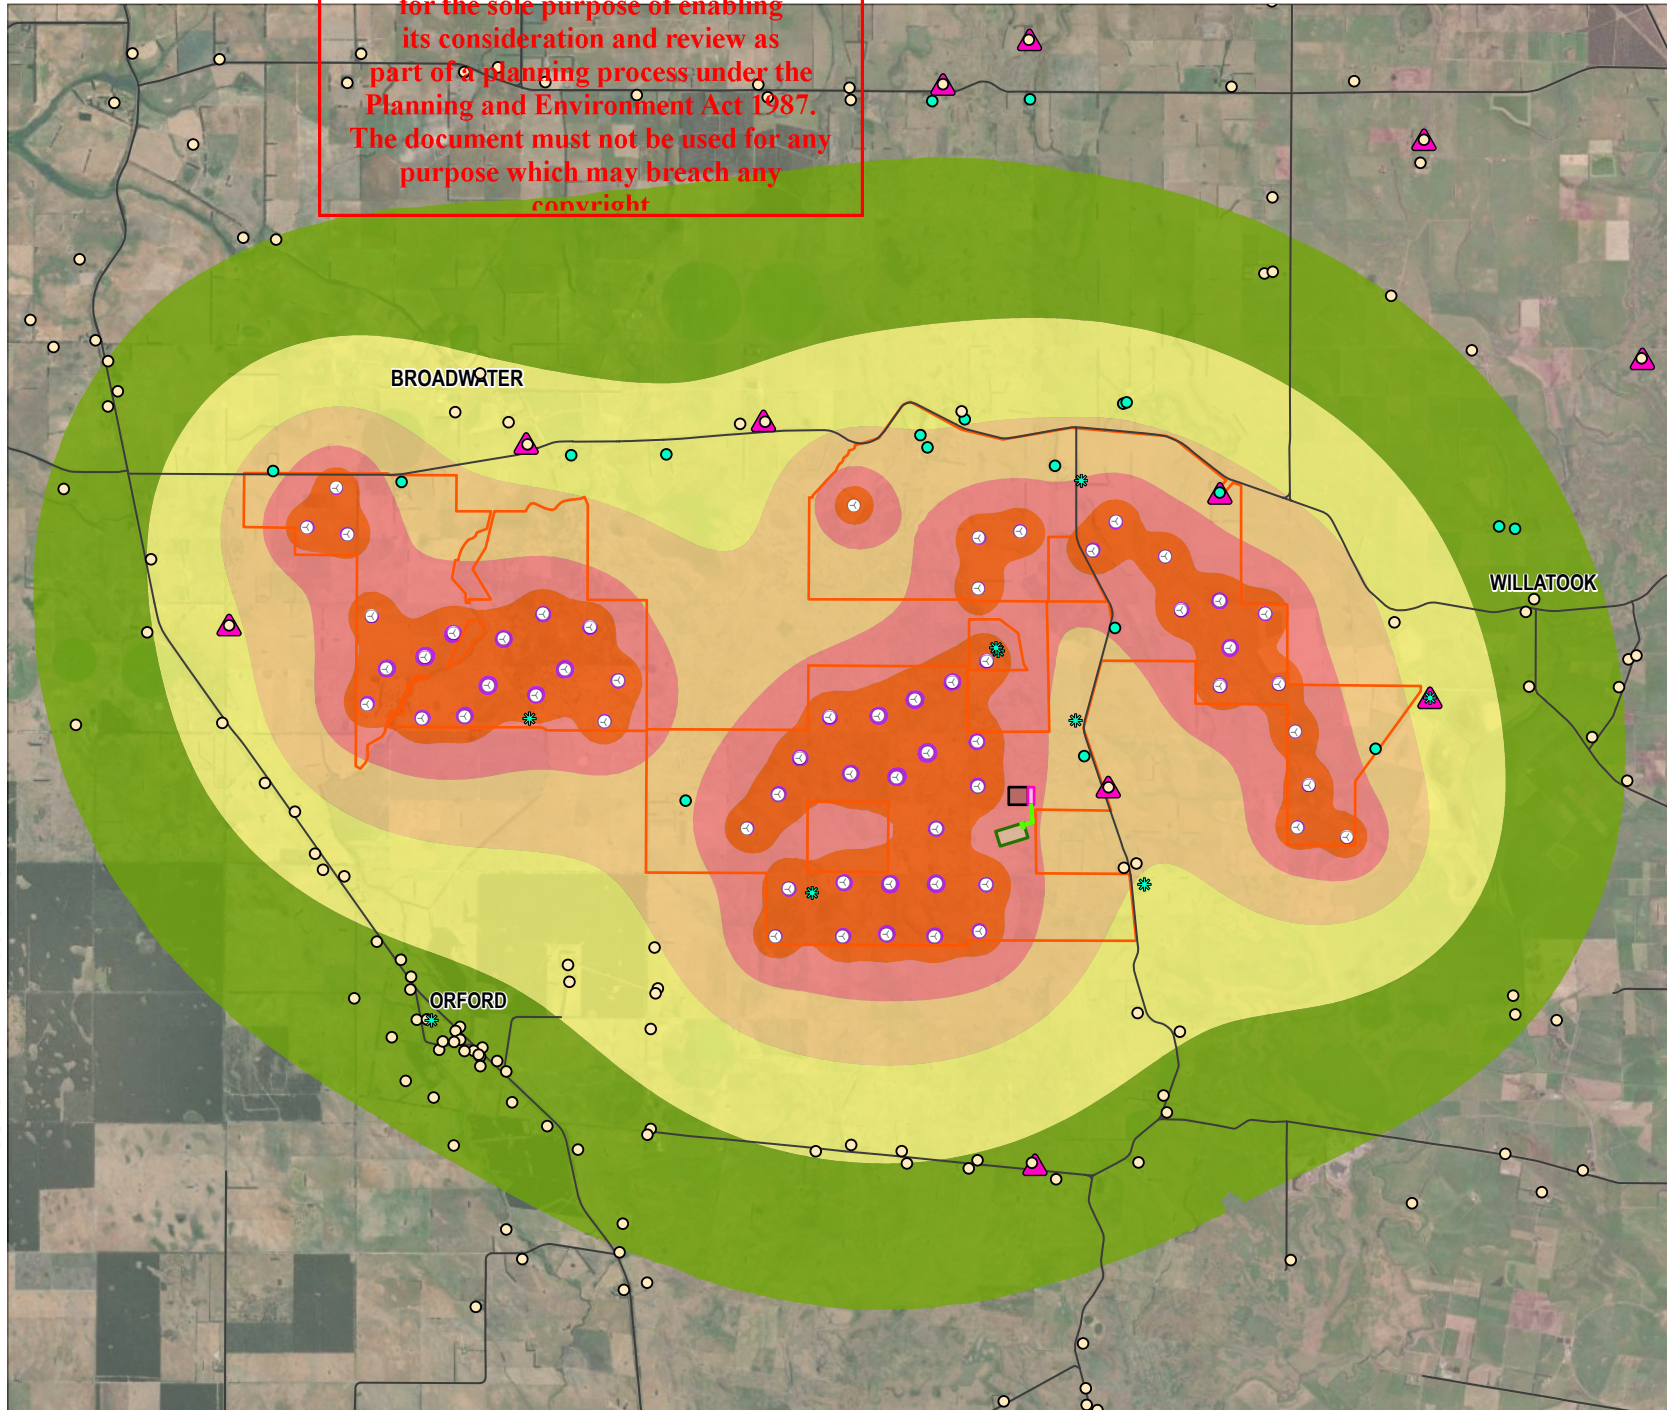 for the sole purpose of enabling
its consideration and review as
part of a planning process under the
Planning and Environment Act 1987.
The document must not be used for any
purpose which may breach any
copyright
BROADWATER
WILLATOOK
ORFORD